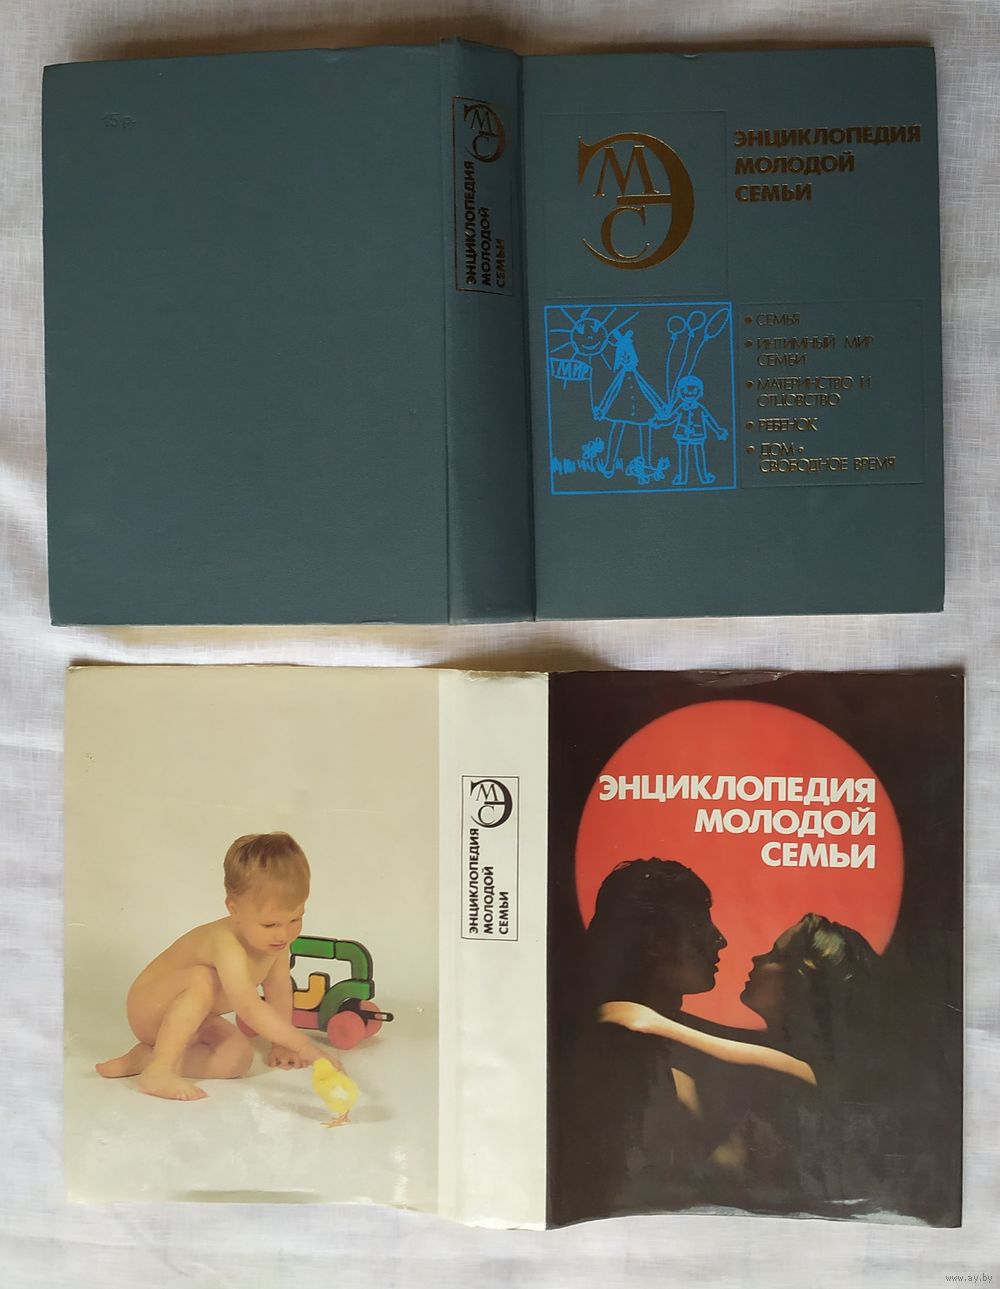 15 р.
ЭМС
ЭНЦИКЛОПЕДИЯ
МОЛОДОЙ
СЕМЬИ
ЭМС
ЭНЦИКЛОПЕДИЯ
МОЛОДОЙ
СЕМЬИ
МИР
• СЕМЬЯ
• ИНТИМНЫЙ МИР
СЕМЬИ
• МАТЕРИНСТВО И
ОТЦОВСТВО
• РЕБЕНОК
• ДОМ •
СВОБОДНОЕ ВРЕМЯ
ЭМС
ЭНЦИКЛОПЕДИЯ
МОЛОДОЙ
СЕМЬИ
ЭНЦИКЛОПЕДИЯ
МОЛОДОЙ
СЕМЬИ
www.ay.by